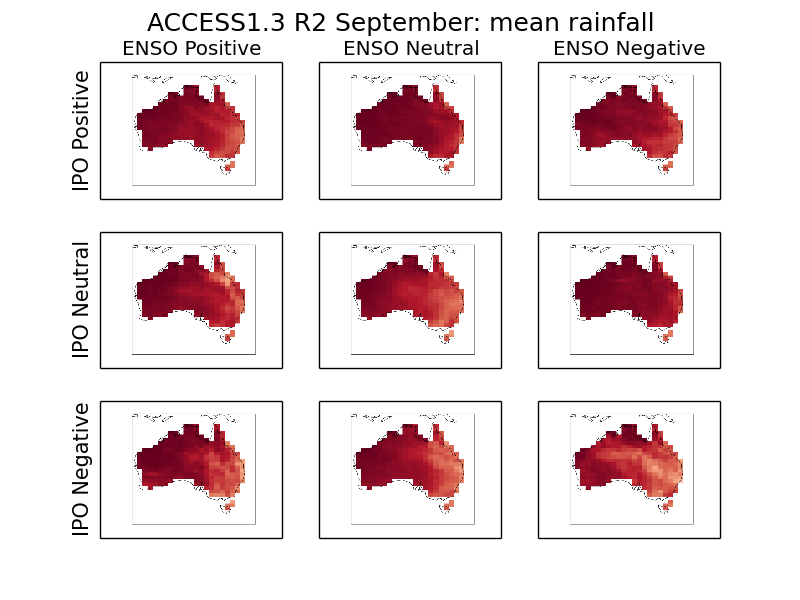 ACCESS1.3 R2 September: mean rainfall
ENSO Positive
ENSO Neutral
ENSO Negative
IPO Positive
IPO Neutral
IPO Negative